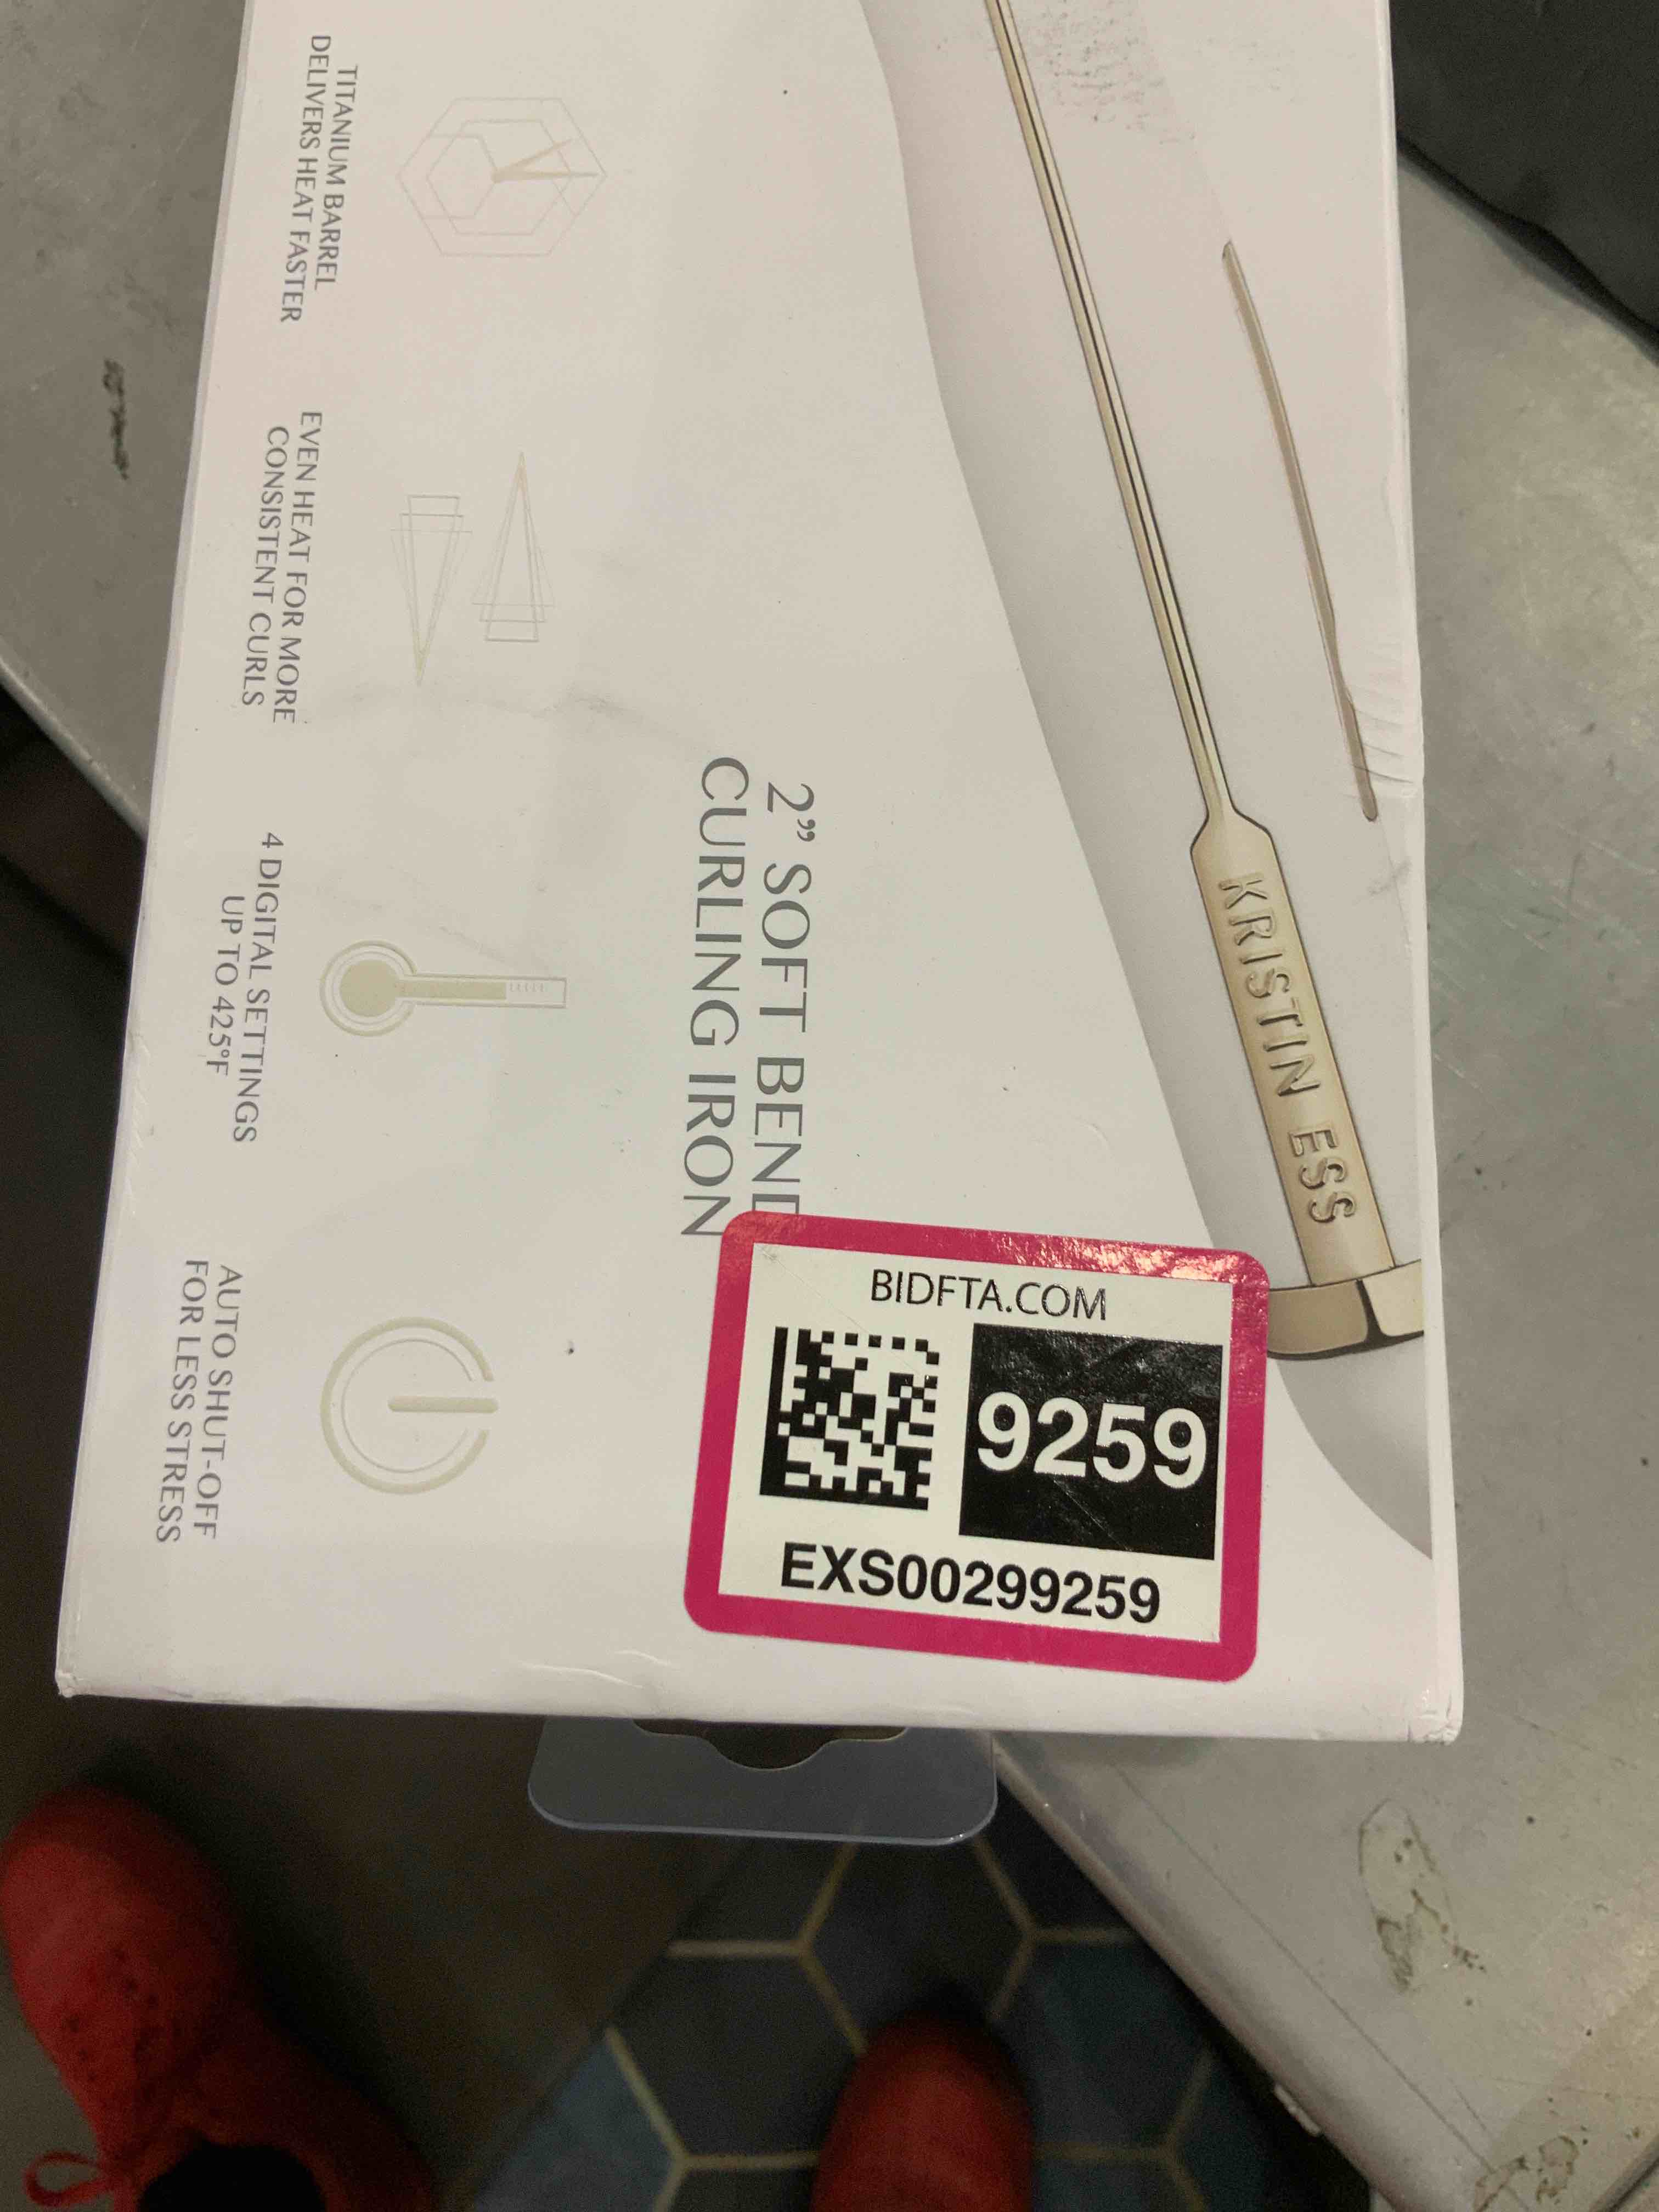 KRISTIN ESS
2” SOFT BEND
CURLING IRON
TITANIUM BARREL
DELIVERS HEAT FASTER
EVEN HEAT FOR MORE
CONSISTENT CURLS
4 DIGITAL SETTINGS
UP TO 425°F
AUTO SHUT-OFF
FOR LESS STRESS
BIDFTA.COM
9259
EXS00299259